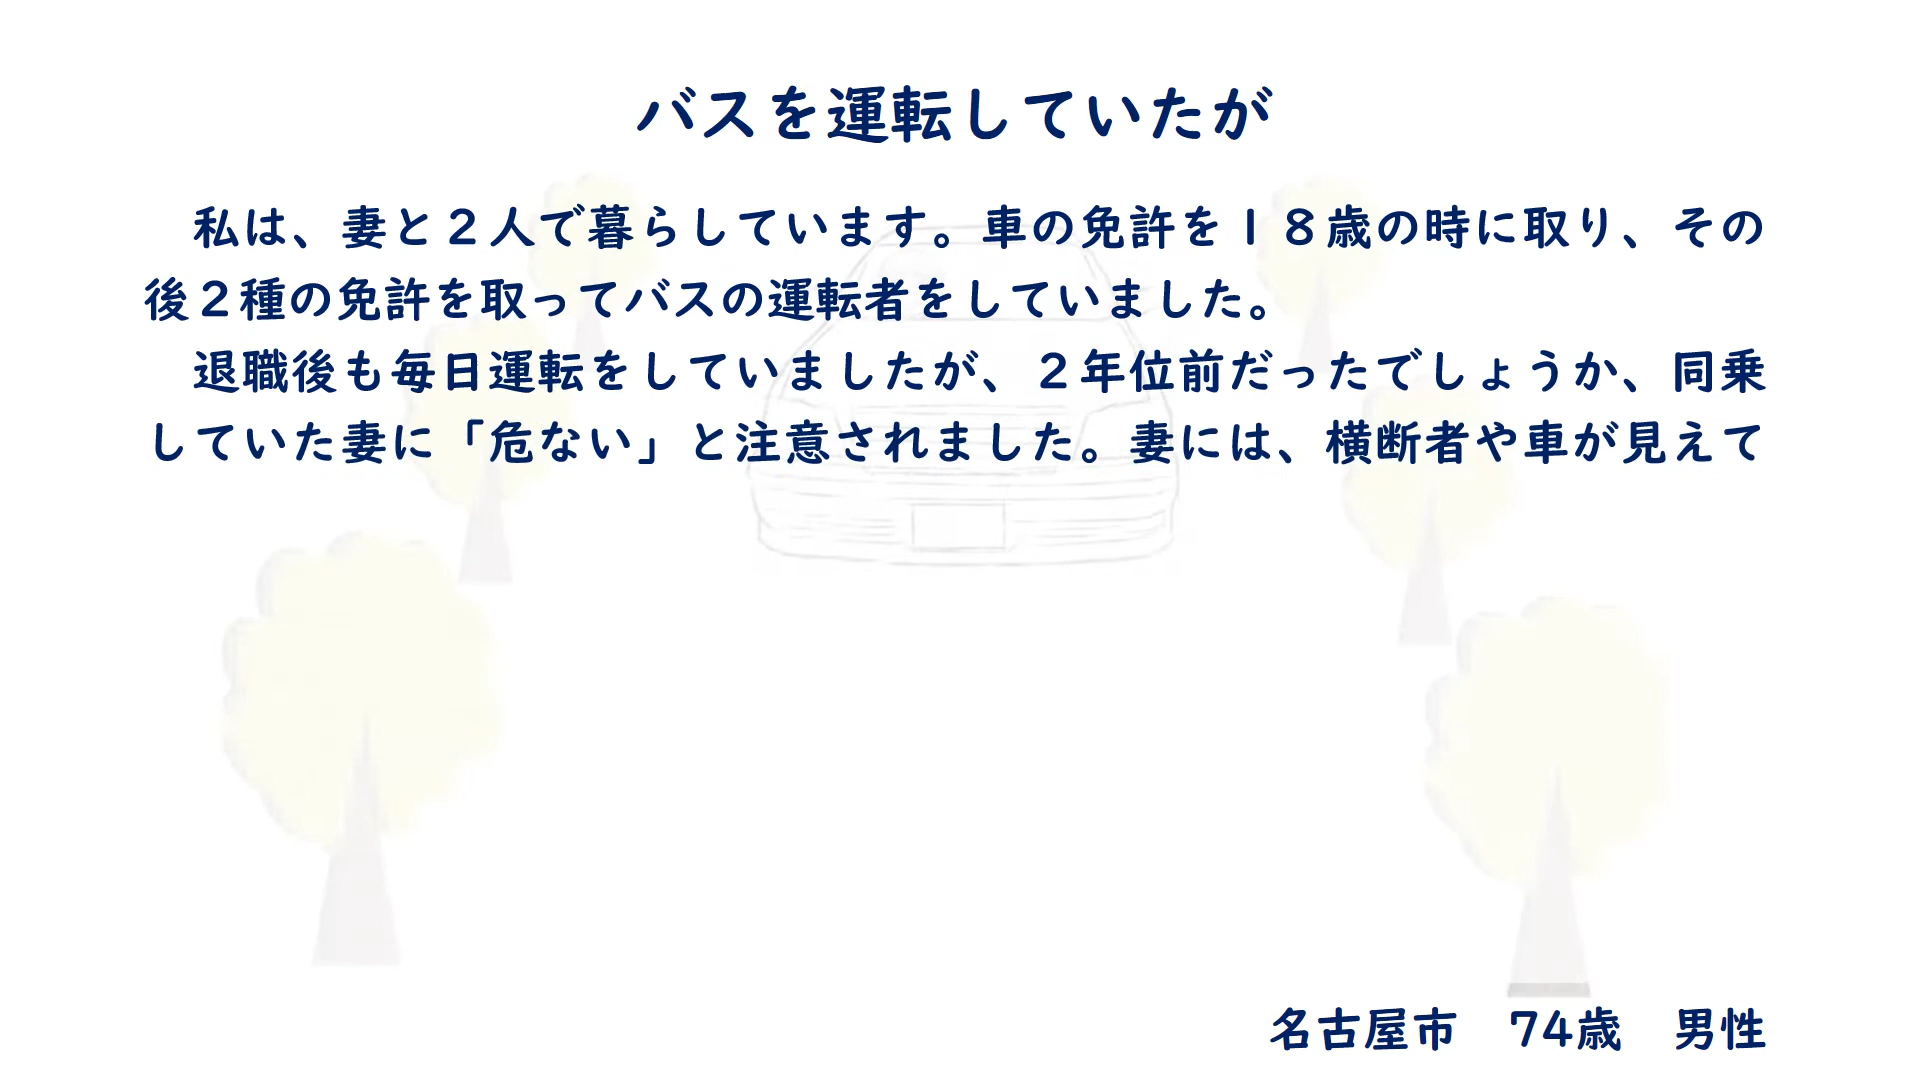 バスを運転していたが
　私は、妻と２人で暮らしています。車の免許を１８歳の時に取り、その
後２種の免許を取ってバスの運転者をしていました。
　退職後も毎日運転をしていましたが、２年位前だったでしょうか、同乗
していた妻に「危ない」と注意されました。妻には、横断者や車が見えて
名古屋市　74歳　男性